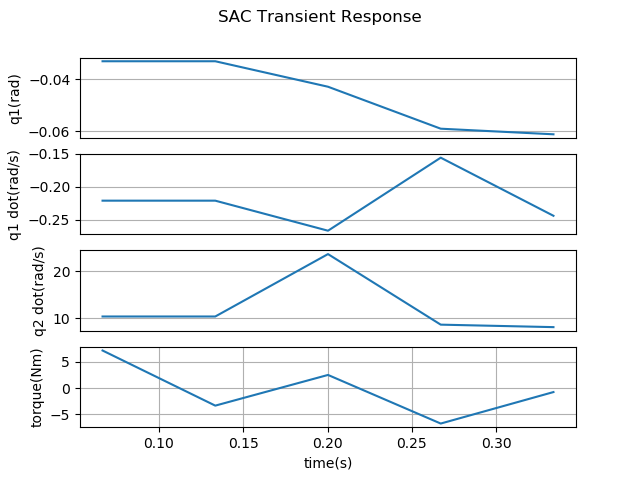 SAC Transient Response
q1(rad)
−0.04
−0.06
q1 dot(rad/s)
−0.15
−0.20
−0.25
q2 dot(rad/s)
20
10
torque(Nm)
5
0
−5
0.10 0.15 0.20 0.25 0.30
time(s)